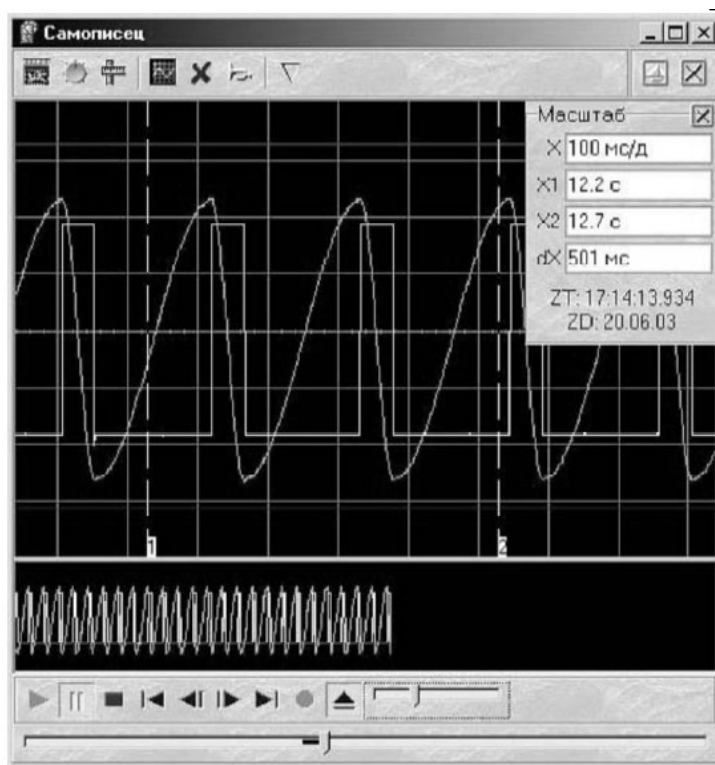 Самописец
Масштаб
X 100 мс/д
X1 12.2 с
X2 12.7 с
dX 501 мс
ZT: 17:14:13.934
ZD: 20.06.03
1
2